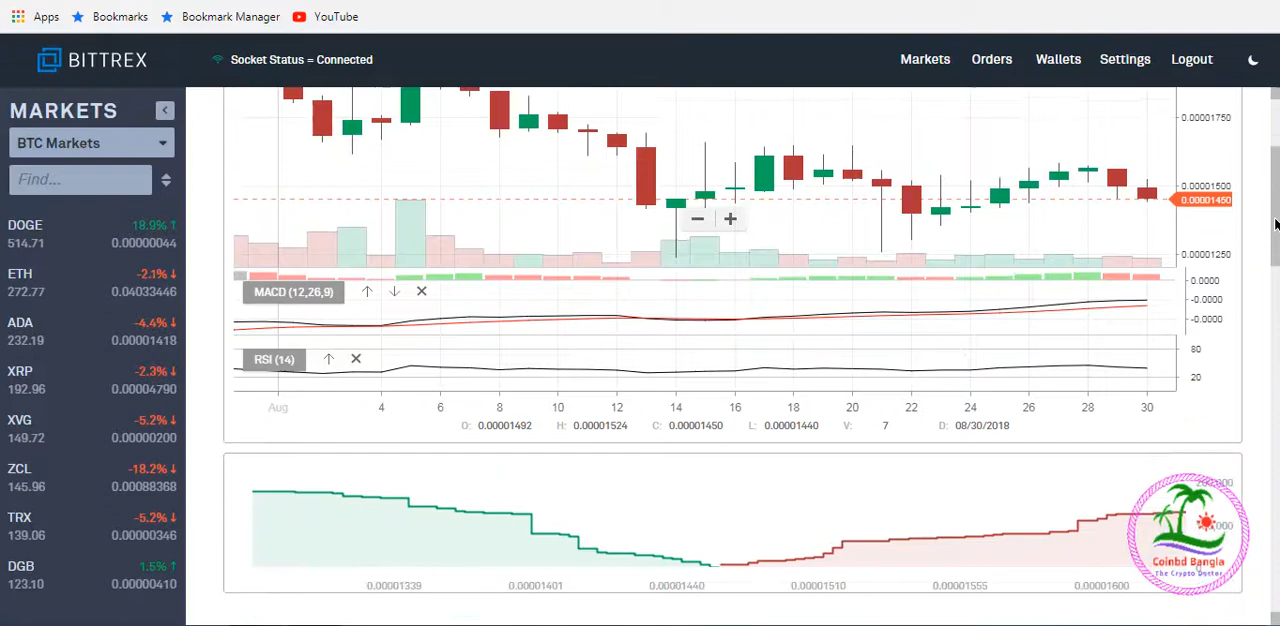 Apps Bookmarks Bookmark Manager YouTube
BITTREX Socket Status = Connected Markets Orders Wallets Settings Logout
MARKETS
BTC Markets
Find...
DOGE 18.9% ↑
514.71 0.00000044
ETH -2.1% ↓
272.77 0.04033446
ADA -4.4% ↓
232.19 0.00001418
XRP -2.3% ↓
192.96 0.00004790
XVG -5.2% ↓
149.72 0.00000200
ZCL -18.2% ↓
145.96 0.00088368
TRX -5.2% ↓
139.06 0.00000346
DGB 1.5% ↑
123.10 0.00000410
0.00001750
0.00001500
0.00001450
0.00001250
MACD (12,26,9)
0.0000
-0.0000
-0.0000
RSI (14)
80
20
Aug 4 6 8 10 12 14 16 18 20 22 24 26 28 30
O: 0.00001492 H: 0.00001524 C: 0.00001450 L: 0.00001440 V: 7 D: 08/30/2018
0.00001339 0.00001401 0.00001440 0.00001510 0.00001555 0.00001600
Coinbd Bangla
The Crypto Doctor